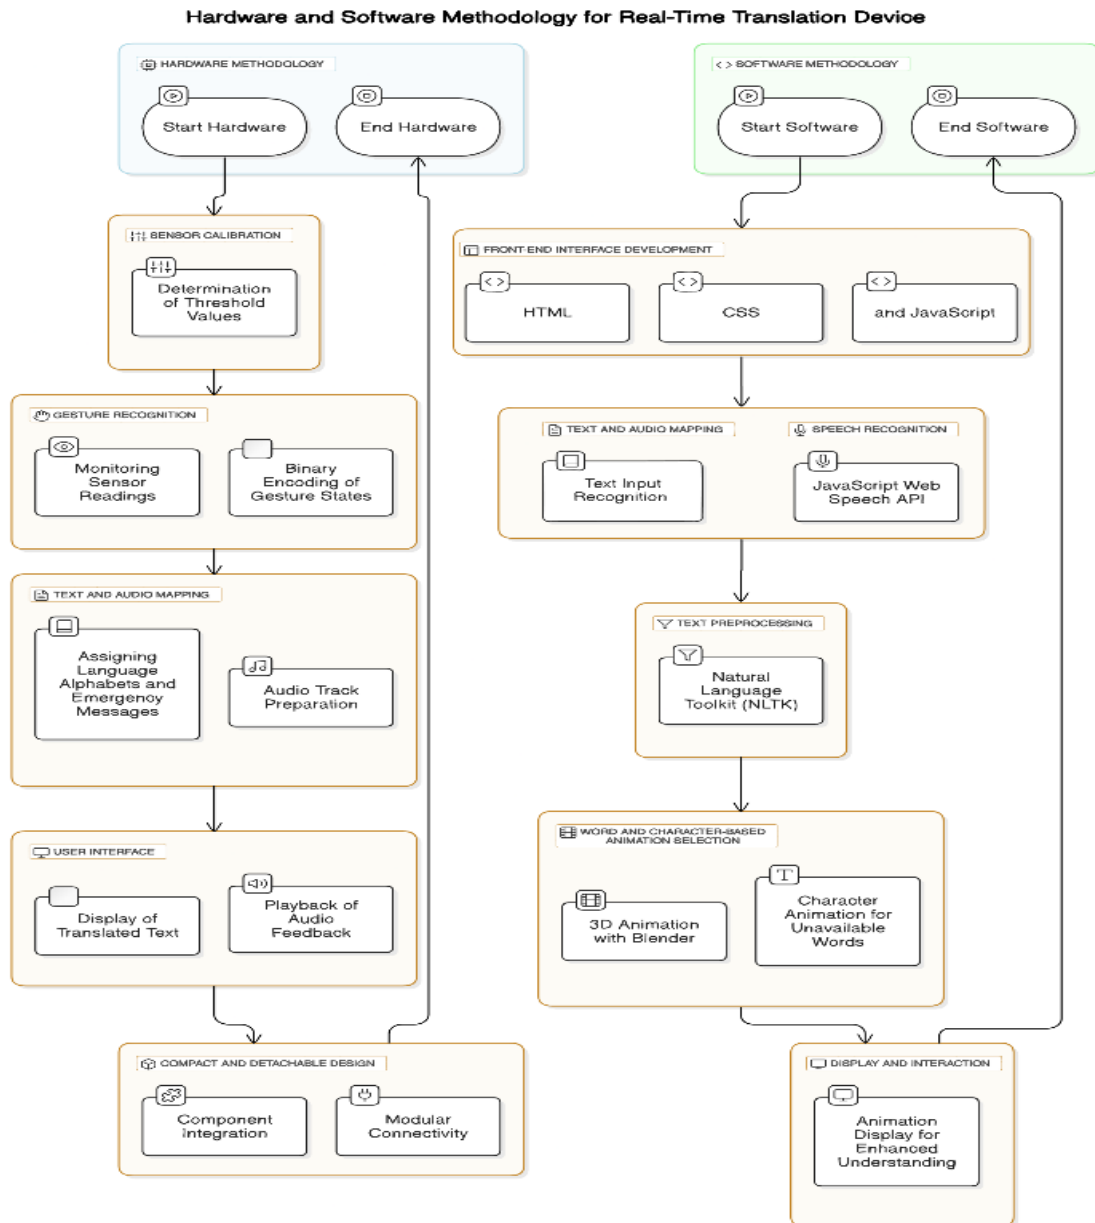 Hardware and Software Methodology for Real-Time Translation Device
HARDWARE METHODOLOGY
Start Hardware
End Hardware
SENSOR CALIBRATION
Determination
of Threshold
Values
GESTURE RECOGNITION
Monitoring
Sensor
Readings
Binary
Encoding of
Gesture States
TEXT AND AUDIO MAPPING
Assigning
Language
Alphabets and
Emergency
Messages
Audio Track
Preparation
USER INTERFACE
Display of
Translated Text
Playback of
Audio
Feedback
COMPACT AND DETACHABLE DESIGN
Component
Integration
Modular
Connectivity
SOFTWARE METHODOLOGY
Start Software
End Software
FRONT-END INTERFACE DEVELOPMENT
HTML
CSS
and JavaScript
TEXT AND AUDIO MAPPING
Text Input
Recognition
SPEECH RECOGNITION
JavaScript Web
Speech API
TEXT PREPROCESSING
Natural
Language
Toolkit (NLTK)
WORD AND CHARACTER-BASED
ANIMATION SELECTION
3D Animation
with Blender
Character
Animation for
Unavailable
Words
DISPLAY AND INTERACTION
Animation
Display for
Enhanced
Understanding